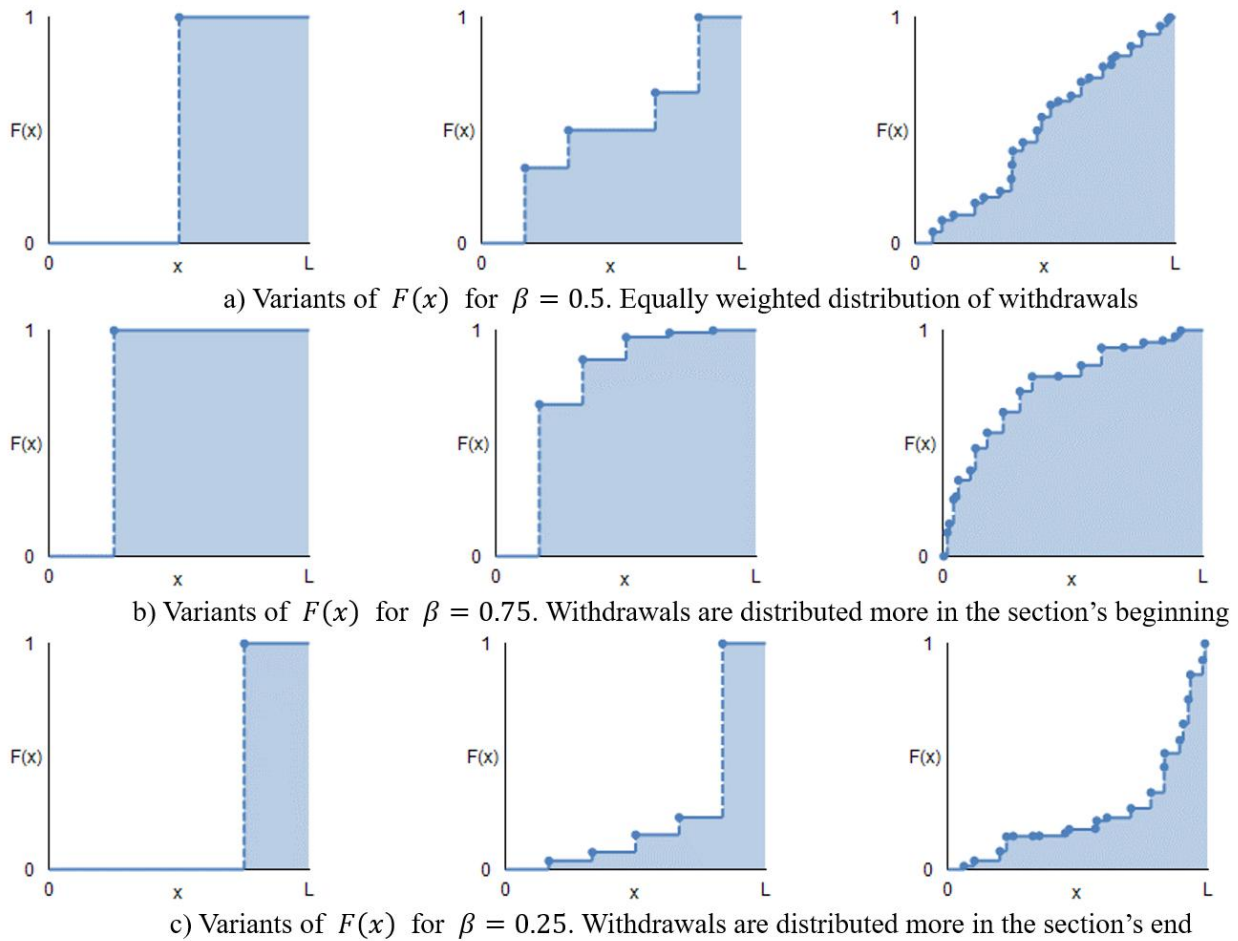 1 1 1
F(x) F(x) F(x)
0 0 0
0 x L 0 x L 0 x L
a) Variants of F(x) for β = 0.5. Equally weighted distribution of withdrawals
1 1 1
F(x) F(x) F(x)
0 0 0
0 x L 0 x L 0 x L
b) Variants of F(x) for β = 0.75. Withdrawals are distributed more in the section’s beginning
1 1 1
F(x) F(x) F(x)
0 0 0
0 x L 0 x L 0 x L
c) Variants of F(x) for β = 0.25. Withdrawals are distributed more in the section’s end